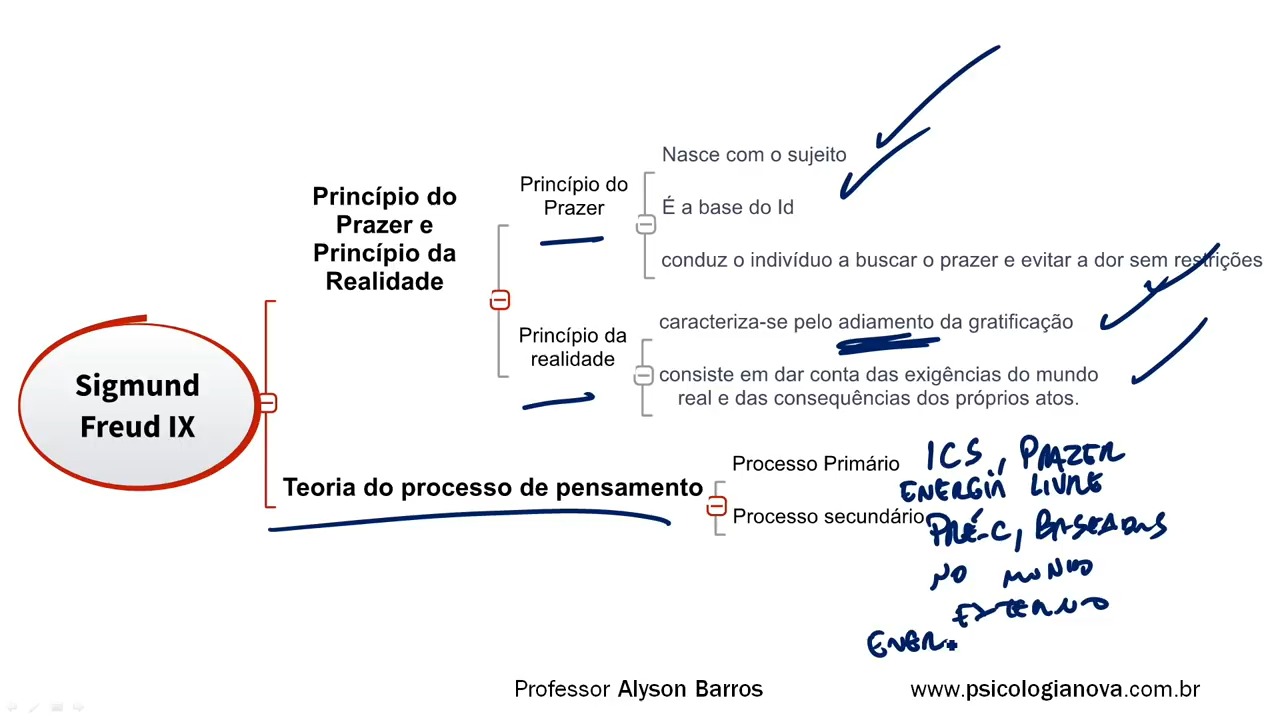 Sigmund
Freud IX
Princípio do
Prazer e
Princípio da
Realidade
Princípio do
Prazer
Nasce com o sujeito
É a base do Id
conduz o indivíduo a buscar o prazer e evitar a dor sem restrições
Princípio da
realidade
caracteriza-se pelo adiamento da gratificação
consiste em dar conta das exigências do mundo
real e das consequências dos próprios atos.
Teoria do processo de pensamento
Processo Primário
ICS, PRAZER
ENERGIA LIVRE
Processo secundário
PRÉ-C, BASEADOS
NO MUNDO
EXTERNO
ENER.
Professor Alyson Barros
www.psicologianova.com.br